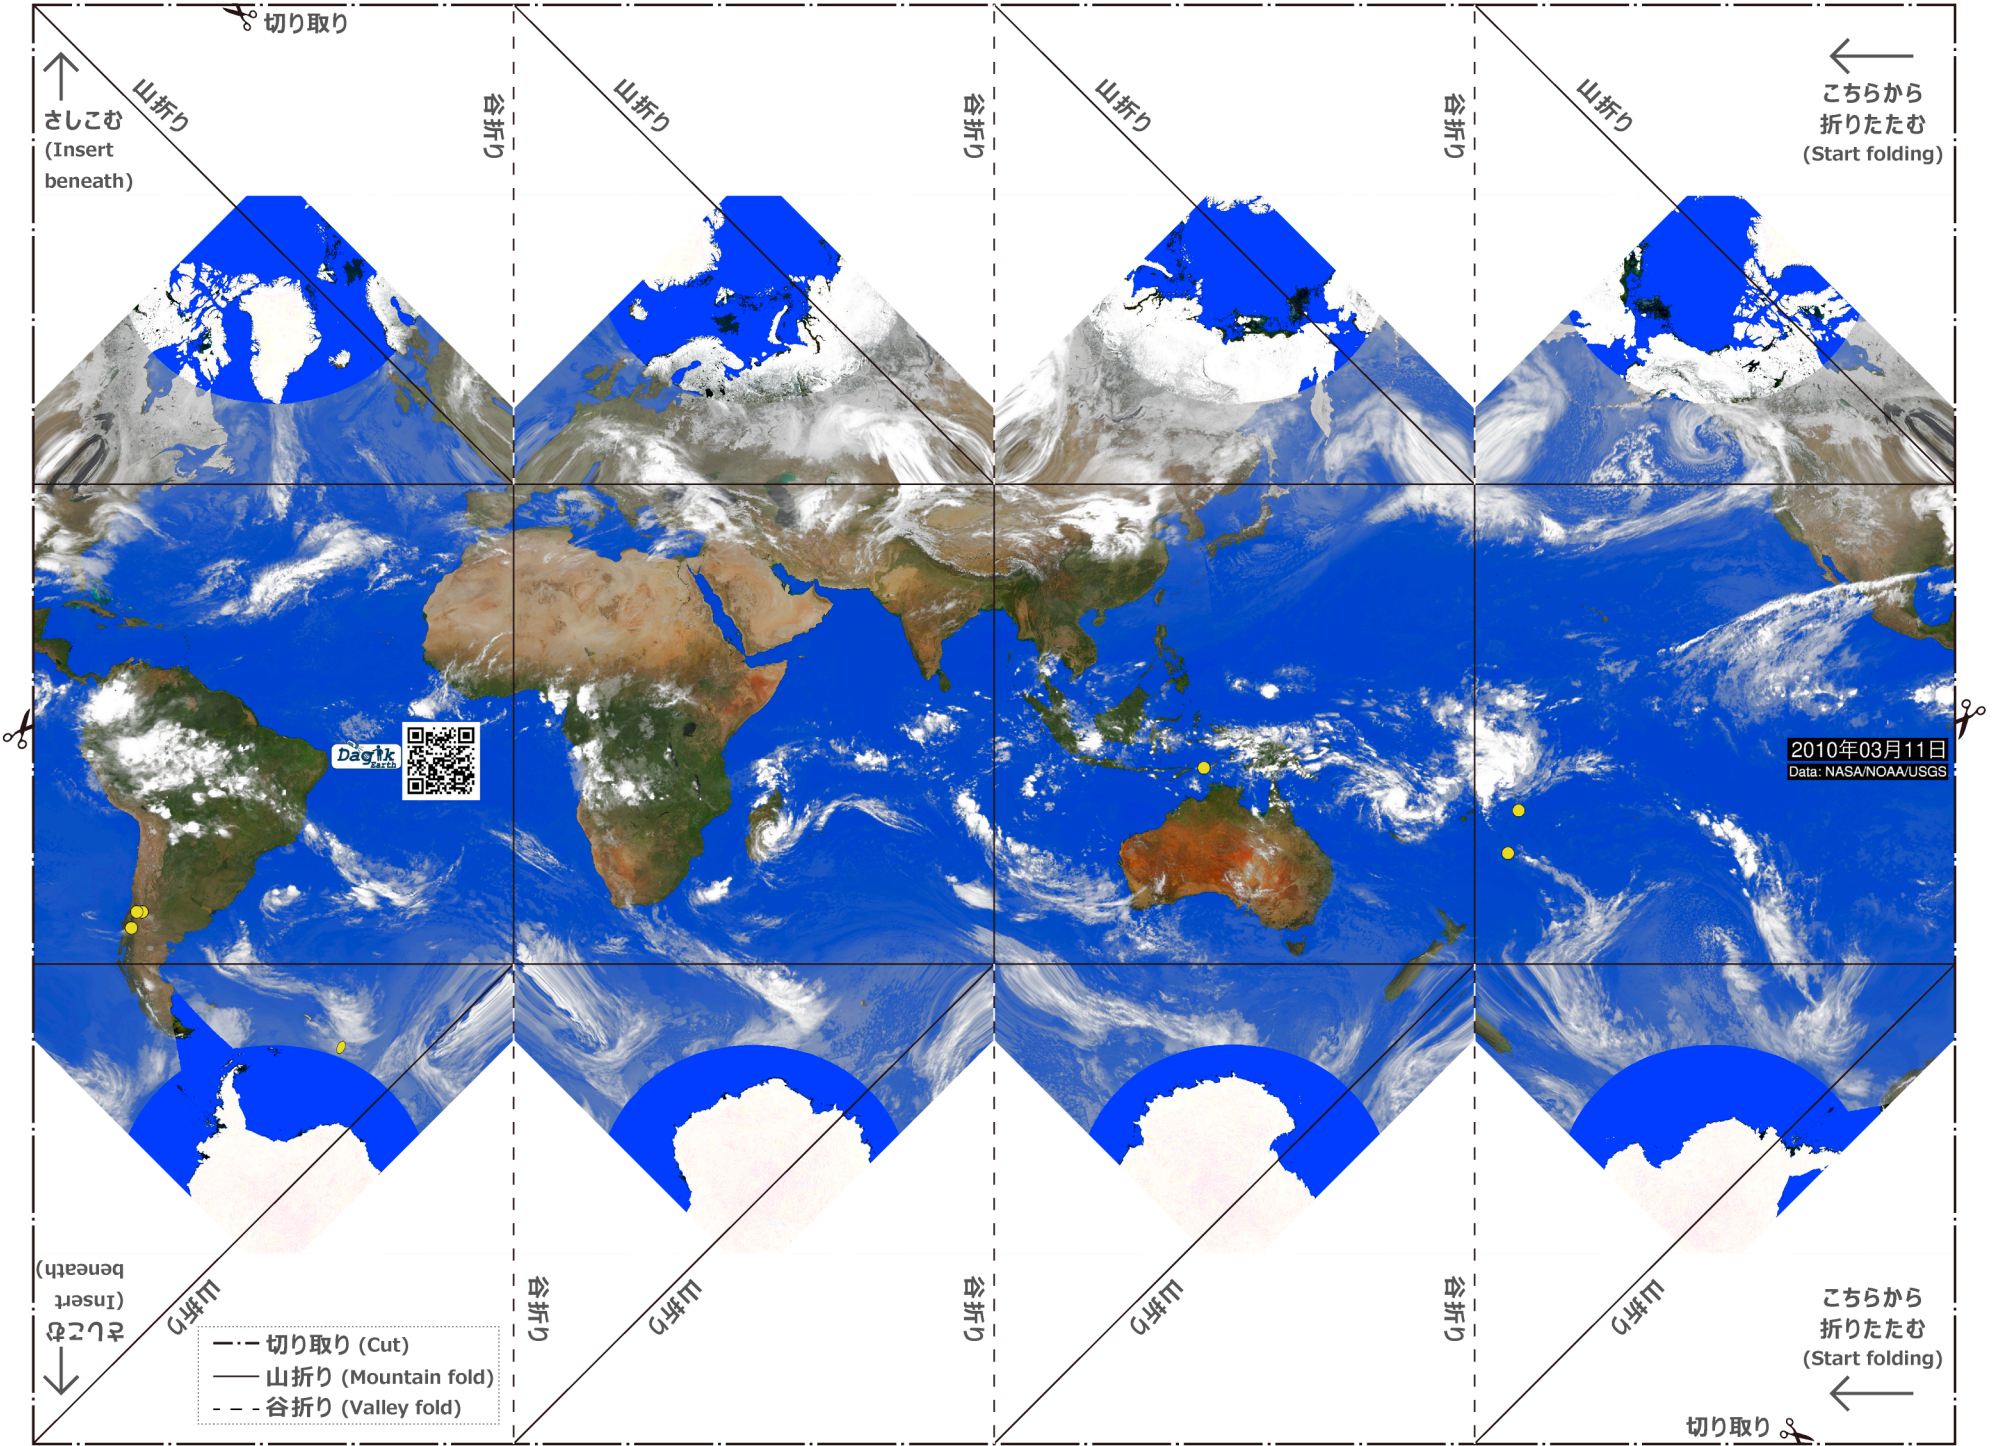 切り取り
さしこむ
(Insert
beneath)
山折り
谷折り
山折り
谷折り
山折り
谷折り
山折り
こちらから
折りたたむ
(Start folding)
Dagik
Earth
2010年03月11日
Data: NASA/NOAA/USGS
さしこむ
(Insert
beneath)
山折り
谷折り
山折り
谷折り
山折り
谷折り
山折り
こちらから
折りたたむ
(Start folding)
切り取り (Cut)
山折り (Mountain fold)
谷折り (Valley fold)
切り取り